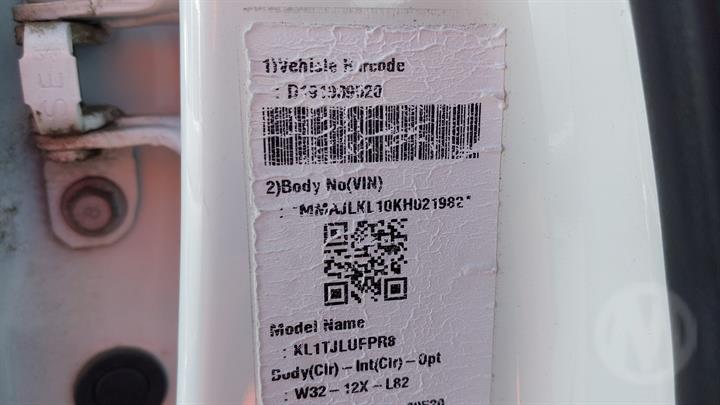 1)Vehicle Barcode
: D191909520
2)Body No(VIN)
: *MMAJLKL10KH021982*
Model Name
: KL1TJLUFPR8
Body(Clr)-Int(Clr)-Opt
: W32-12X-L82